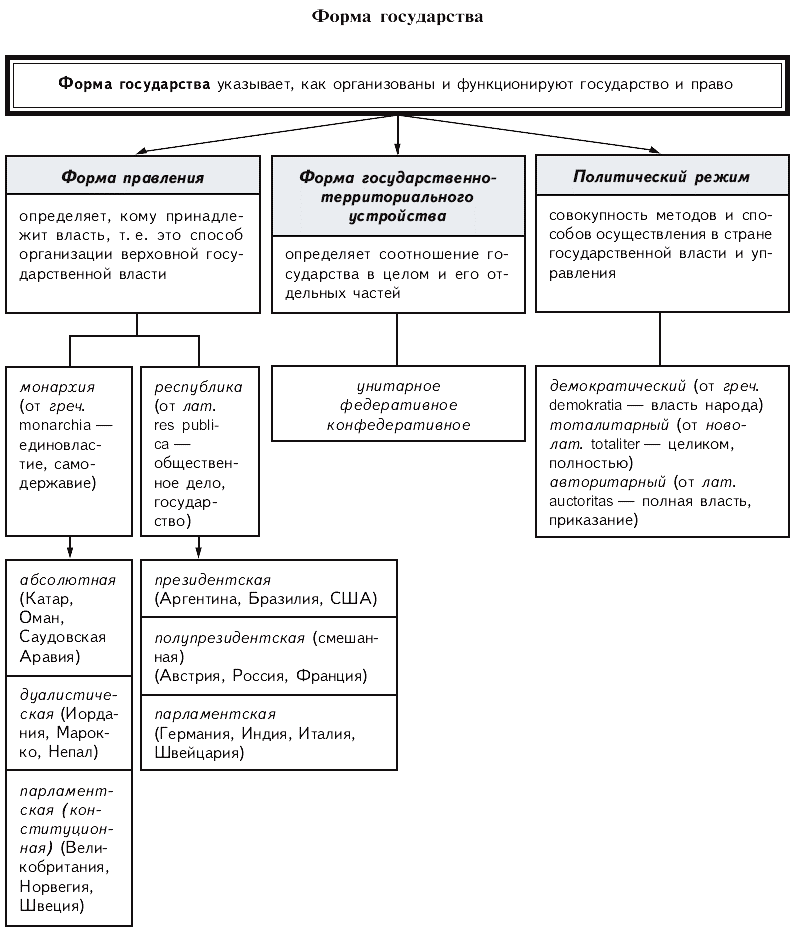 Форма государства
Форма государства указывает, как организованы и функционируют государство и право
Форма правления
определяет, кому принадле-
жит власть, т. е. это способ
организации верховной госу-
дарственной власти
Форма государственно-
территориального
устройства
определяет соотношение го-
сударства в целом и его от-
дельных частей
Политический режим
совокупность методов и спо-
собов осуществления в стране
государственной власти и уп-
равления
монархия
(от греч.
monarchia —
единовлас-
тие, само-
державие)
республика
(от лат.
res publi-
ca —
обществен-
ное дело,
государ-
ство)
унитарное
федеративное
конфедеративное
демократический (от греч.
demokratia — власть народа)
тоталитарный (от ново-
лат. totaliter — целиком,
полностью)
авторитарный (от лат.
auctoritas — полная власть,
приказание)
абсолютная
(Катар,
Оман,
Саудовская
Аравия)
дуалистиче-
ская (Иорда-
ния, Марок-
ко, Непал)
парламент-
ская (кон-
ституцион-
ная) (Вели-
кобритания,
Норвегия,
Швеция)
президентская
(Аргентина, Бразилия, США)
полупрезидентская (смешан-
ная)
(Австрия, Россия, Франция)
парламентская
(Германия, Индия, Италия,
Швейцария)